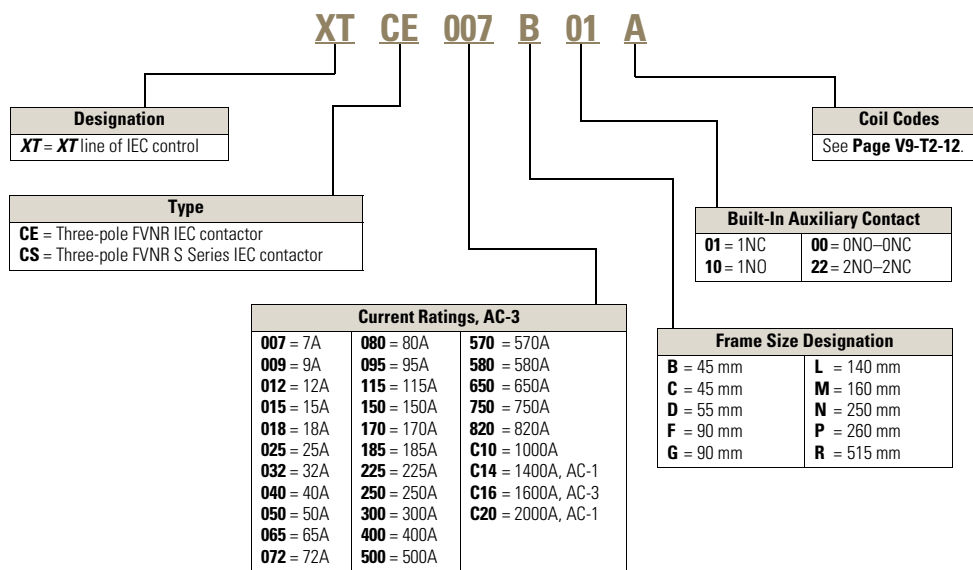 XT CE 007 B 01 A
Designation
XT = XT line of IEC control
Coil Codes
See Page V9-T2-12.
Type
CE = Three-pole FVNR IEC contactor
CS = Three-pole FVNR S Series IEC contactor
Built-In Auxiliary Contact
01 = 1NC 00 = 0NO–0NC
10 = 1NO 22 = 2NO–2NC
Current Ratings, AC-3
007 = 7A 080 = 80A 570 = 570A
009 = 9A 095 = 95A 580 = 580A
012 = 12A 115 = 115A 650 = 650A
015 = 15A 150 = 150A 750 = 750A
018 = 18A 170 = 170A 820 = 820A
025 = 25A 185 = 185A C10 = 1000A
032 = 32A 225 = 225A C14 = 1400A, AC-1
040 = 40A 250 = 250A C16 = 1600A, AC-3
050 = 50A 300 = 300A C20 = 2000A, AC-1
065 = 65A 400 = 400A
072 = 72A 500 = 500A
Frame Size Designation
B = 45 mm L = 140 mm
C = 45 mm M = 160 mm
D = 55 mm N = 250 mm
F = 90 mm P = 260 mm
G = 90 mm R = 515 mm